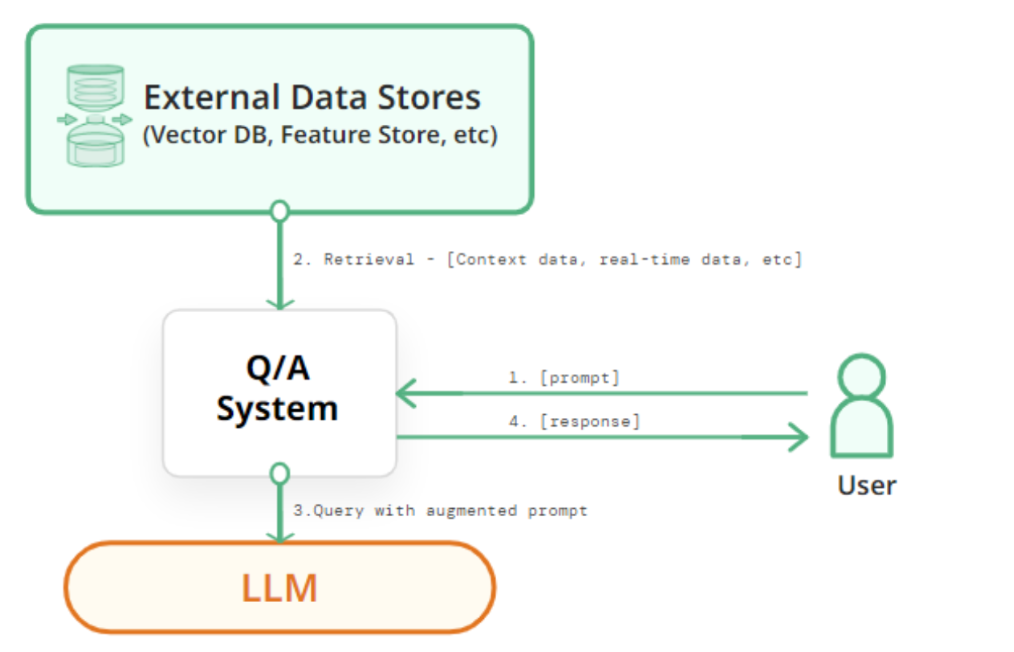 External Data Stores
(Vector DB, Feature Store, etc)
2. Retrieval - [Context data, real-time data, etc]
Q/A
System
1. [prompt]
4. [response]
User
3.Query with augmented prompt
LLM